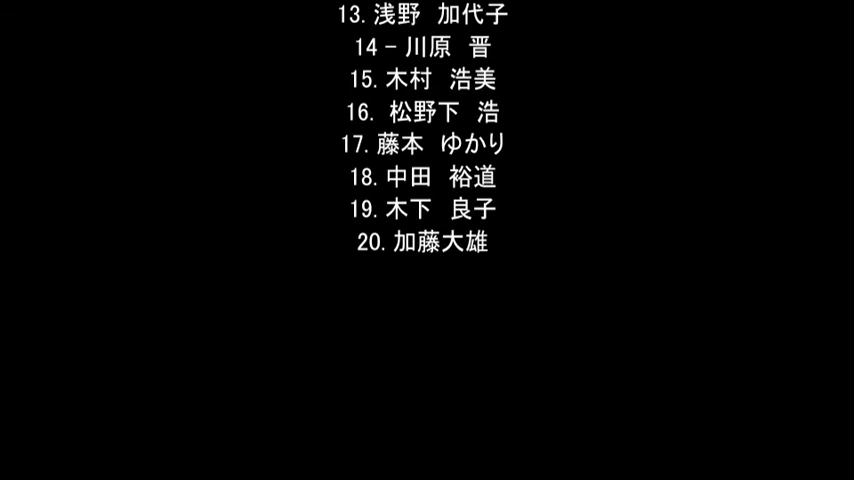 13. 浅野　加代子
14 – 川原　晋
15. 木村　浩美
16. 松野下　浩
17. 藤本　ゆかり
18. 中田　裕道
19. 木下　良子
20. 加藤大雄